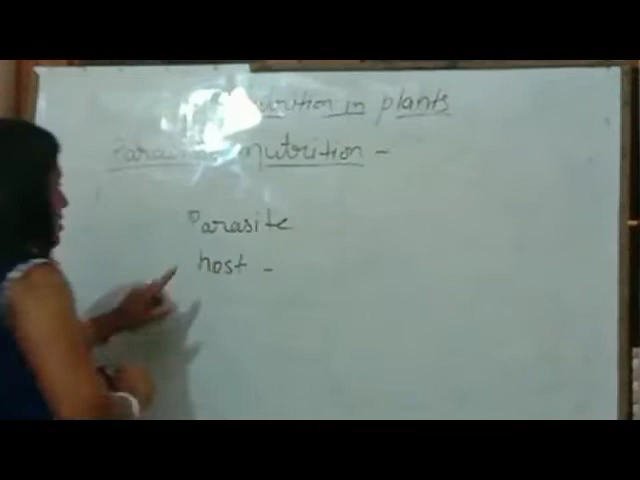 nutrition in plants
Parasitic nutrition -
Parasite
host -